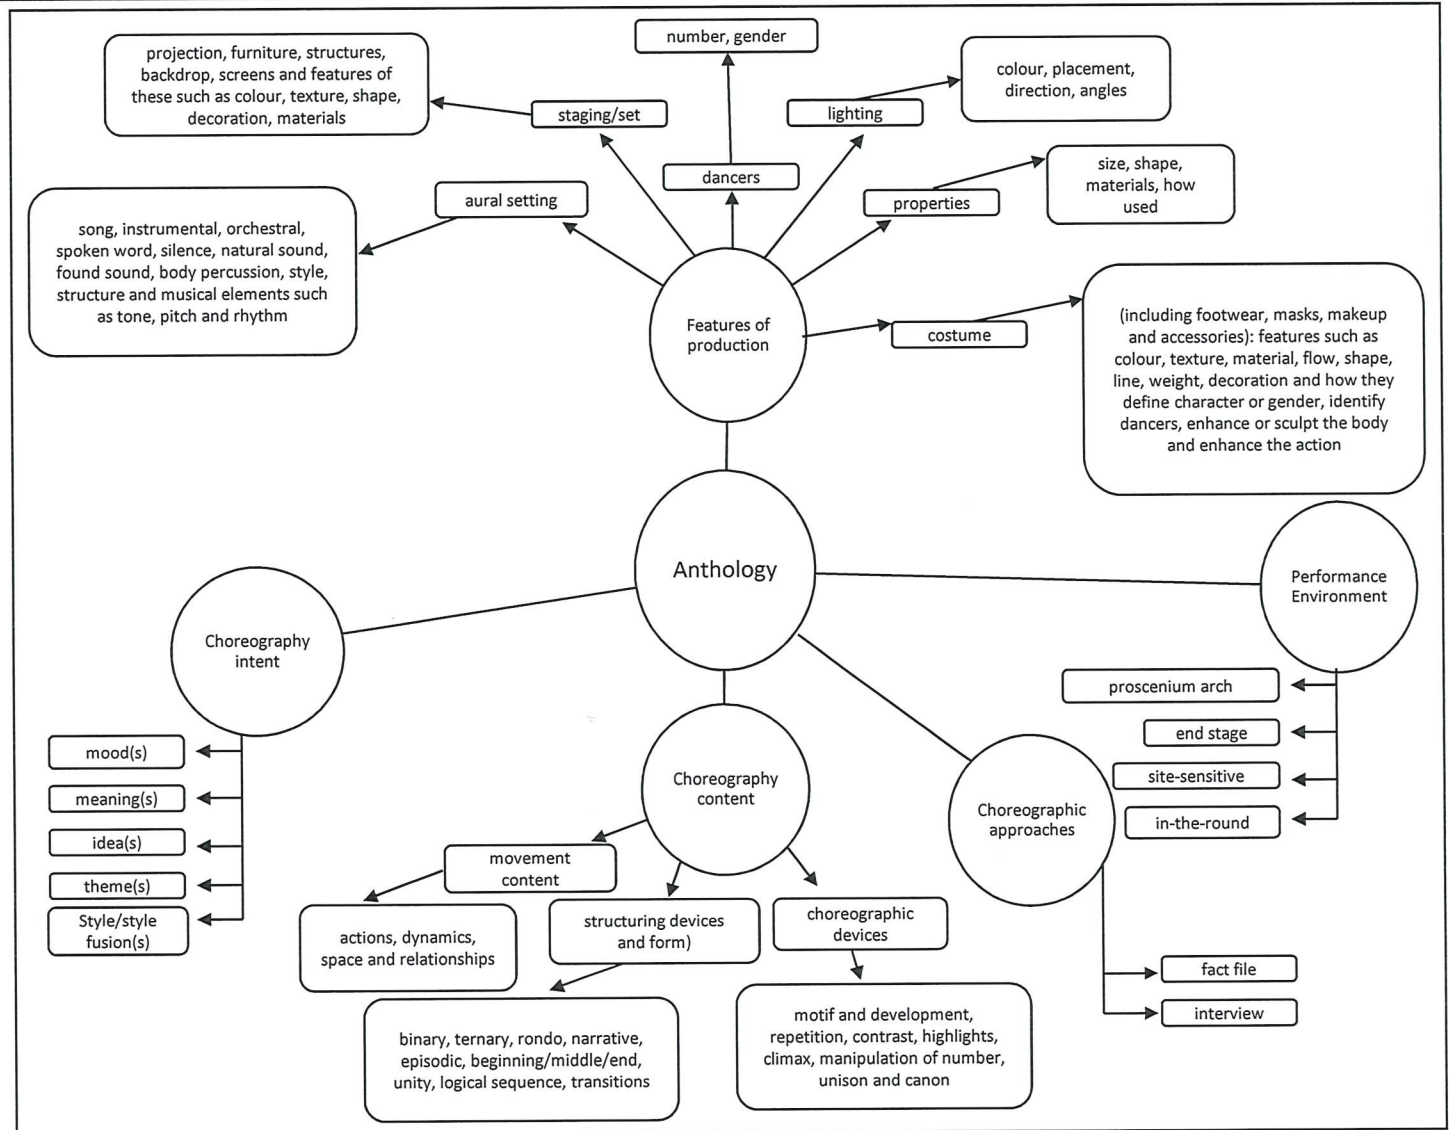 number, gender
projection, furniture, structures,
backdrop, screens and features of
these such as colour, texture, shape,
decoration, materials
colour, placement,
direction, angles
staging/set
lighting
dancers
size, shape,
materials, how
used
aural setting
properties
song, instrumental, orchestral,
spoken word, silence, natural sound,
found sound, body percussion, style,
structure and musical elements such
as tone, pitch and rhythm
Features of
production
costume
(including footwear, masks, makeup
and accessories): features such as
colour, texture, material, flow, shape,
line, weight, decoration and how they
define character or gender, identify
dancers, enhance or sculpt the body
and enhance the action
Anthology
Performance
Environment
proscenium arch
end stage
site-sensitive
in-the-round
Choreography
intent
mood(s)
meaning(s)
idea(s)
theme(s)
Style/style
fusion(s)
Choreography
content
movement
content
actions, dynamics,
space and relationships
structuring devices
and form)
binary, ternary, rondo, narrative,
episodic, beginning/middle/end,
unity, logical sequence, transitions
choreographic
devices
motif and development,
repetition, contrast, highlights,
climax, manipulation of number,
unison and canon
Choreographic
approaches
fact file
interview